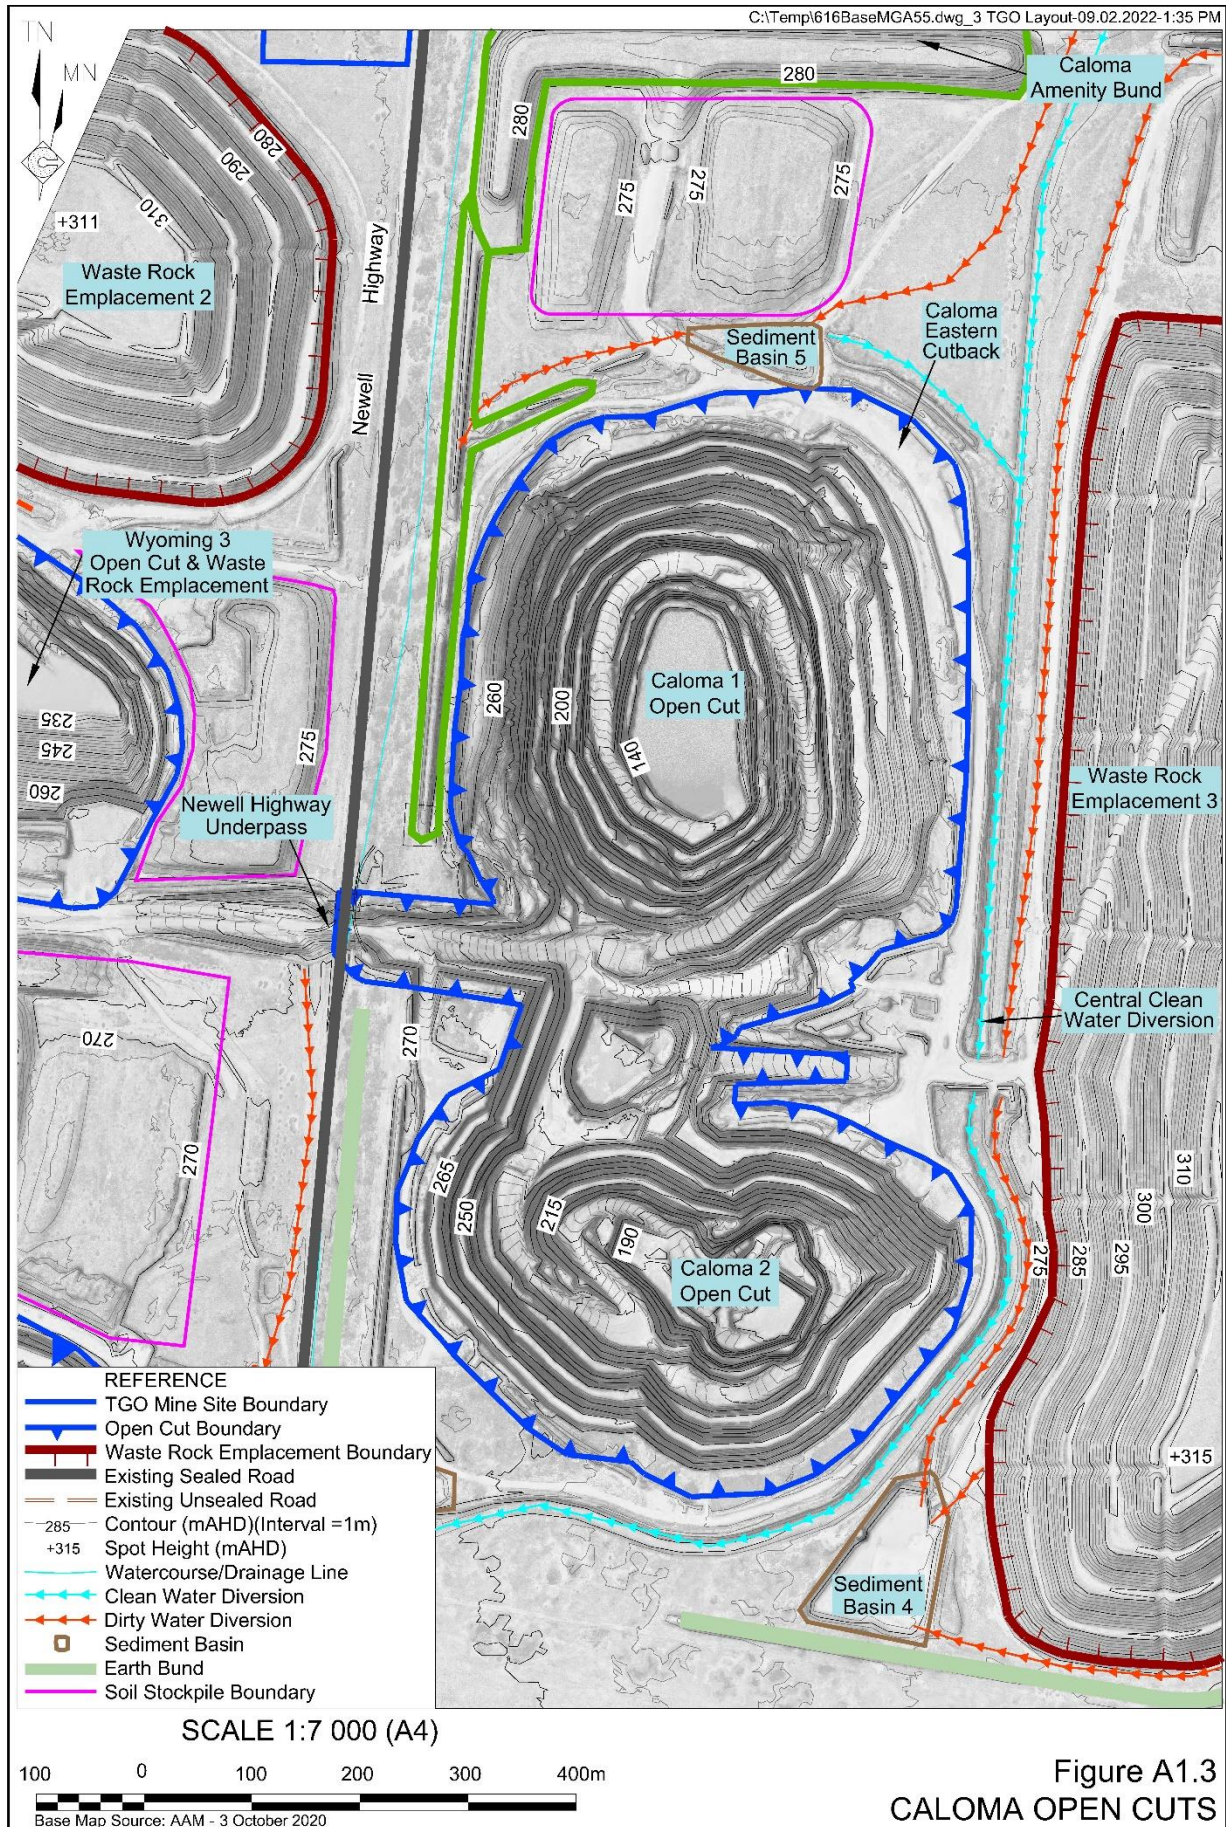 C:\Temp\616BaseMGA55.dwg_3 TGO Layout-09.02.2022-1:35 PM
TN
MN
Caloma
Amenity Bund
280
280
275
275
275
280
290
310
+311
Waste Rock
Emplacement 2
Newell Highway
Sediment
Basin 5
Caloma
Eastern
Cutback
Wyoming 3
Open Cut & Waste
Rock Emplacement
235
245
260
275
260
200
140
Caloma 1
Open Cut
Waste Rock
Emplacement 3
Newell Highway
Underpass
Central Clean
Water Diversion
270
270
270
265
250
215
190
Caloma 2
Open Cut
310
300
295
285
275
+315
Sediment
Basin 4
REFERENCE
TGO Mine Site Boundary
Open Cut Boundary
Waste Rock Emplacement Boundary
Existing Sealed Road
Existing Unsealed Road
285 Contour (mAHD)(Interval =1m)
+315 Spot Height (mAHD)
Watercourse/Drainage Line
Clean Water Diversion
Dirty Water Diversion
Sediment Basin
Earth Bund
Soil Stockpile Boundary
SCALE 1:7 000 (A4)
100 0 100 200 300 400m
Base Map Source: AAM - 3 October 2020
Figure A1.3
CALOMA OPEN CUTS